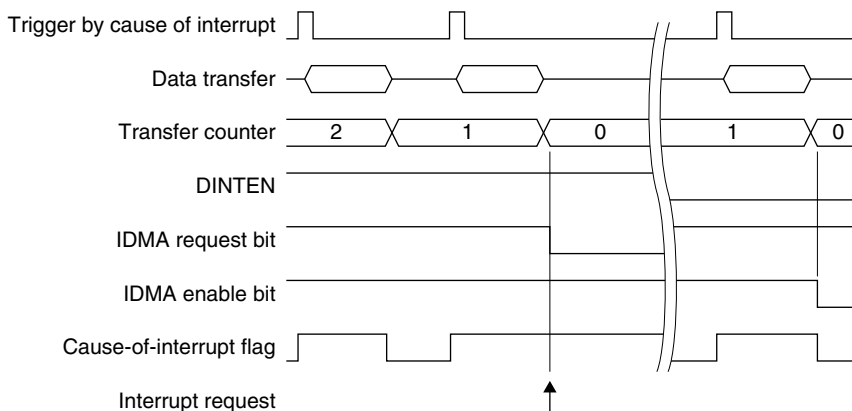 Trigger by cause of interrupt
Data transfer
Transfer counter 2 1 0 1 0
DINTEN
IDMA request bit
IDMA enable bit
Cause-of-interrupt flag
Interrupt request